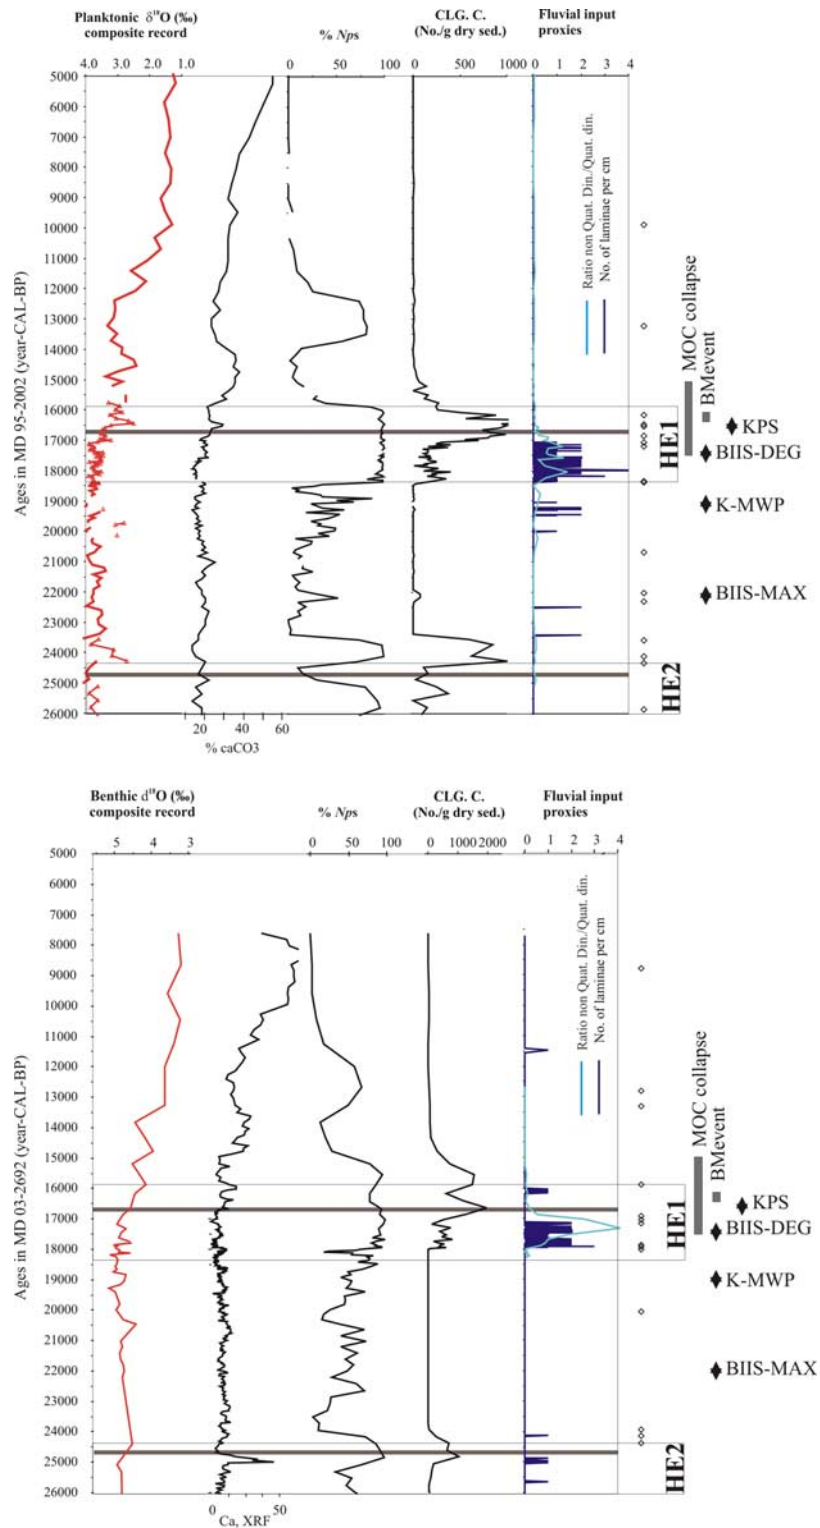 Planktonic δ¹⁸O (‰)
composite record
% Nps
CLG. C.
(No./g dry sed.)
Fluvial input
proxies
4.0 3.0 2.0 1.0
0 50 100
0 500 1000
0 1 2 3 4
Ages in MD 95-2002 (year-CAL-BP)
5000
6000
7000
8000
9000
10000
11000
12000
13000
14000
15000
16000
17000
18000
19000
20000
21000
22000
23000
24000
25000
26000
Ratio non Quat. Din./Quat. din.
No. of laminae per cm
MOC collapse
BMevent
HE1
KPS
BIIS-DEG
K-MWP
BIIS-MAX
HE2
20 40 60
% caCO3
Benthic d¹⁸O (‰)
composite record
% Nps
CLG. C.
(No./g dry sed.)
Fluvial input
proxies
5 4 3
0 50 100
0 1000 2000
0 1 2 3 4
Ages in MD 03-2692 (year-CAL-BP)
5000
6000
7000
8000
9000
10000
11000
12000
13000
14000
15000
16000
17000
18000
19000
20000
21000
22000
23000
24000
25000
26000
Ratio non Quat. Din./Quat. din.
No. of laminae per cm
MOC collapse
BMevent
HE1
KPS
BIIS-DEG
K-MWP
BIIS-MAX
HE2
0 50
Ca, XRF